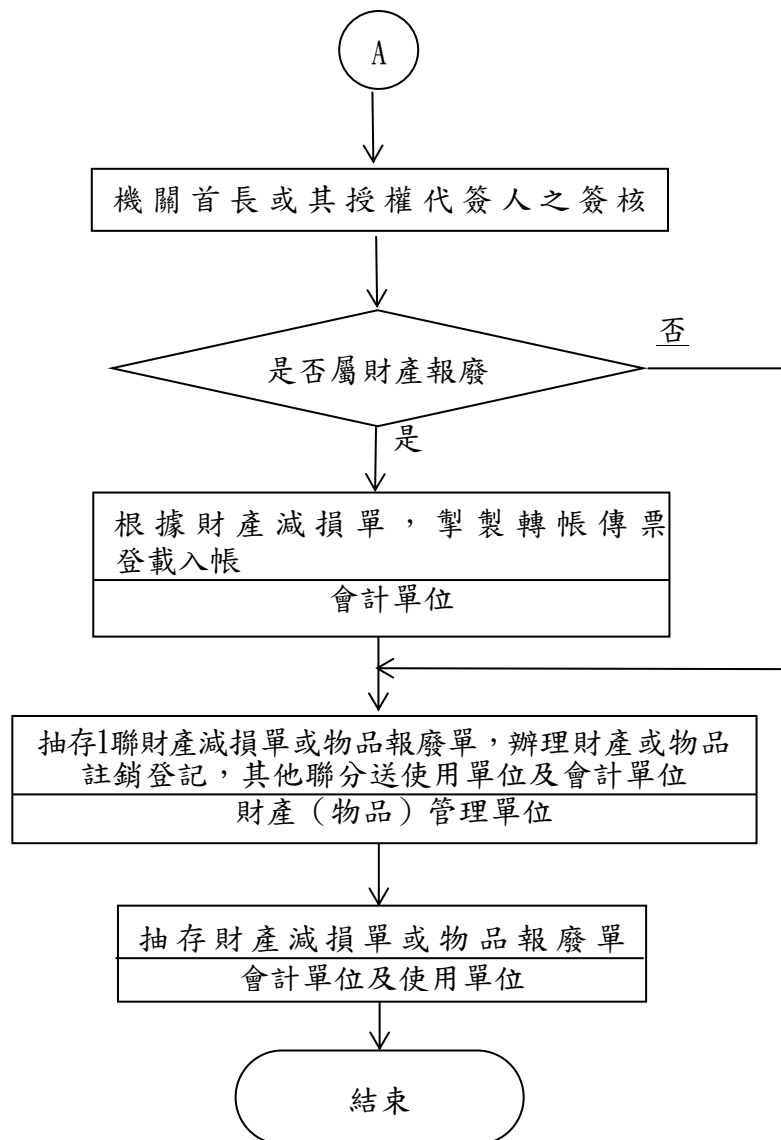 A
機關首長或其授權代簽人之簽核
否
是否屬財產報廢
是
根據財產減損單，掣製轉帳傳票
登載入帳
會計單位
抽存1聯財產減損單或物品報廢單，辦理財產或物品
註銷登記，其他聯分送使用單位及會計單位
財產（物品）管理單位
抽存財產減損單或物品報廢單
會計單位及使用單位
結束